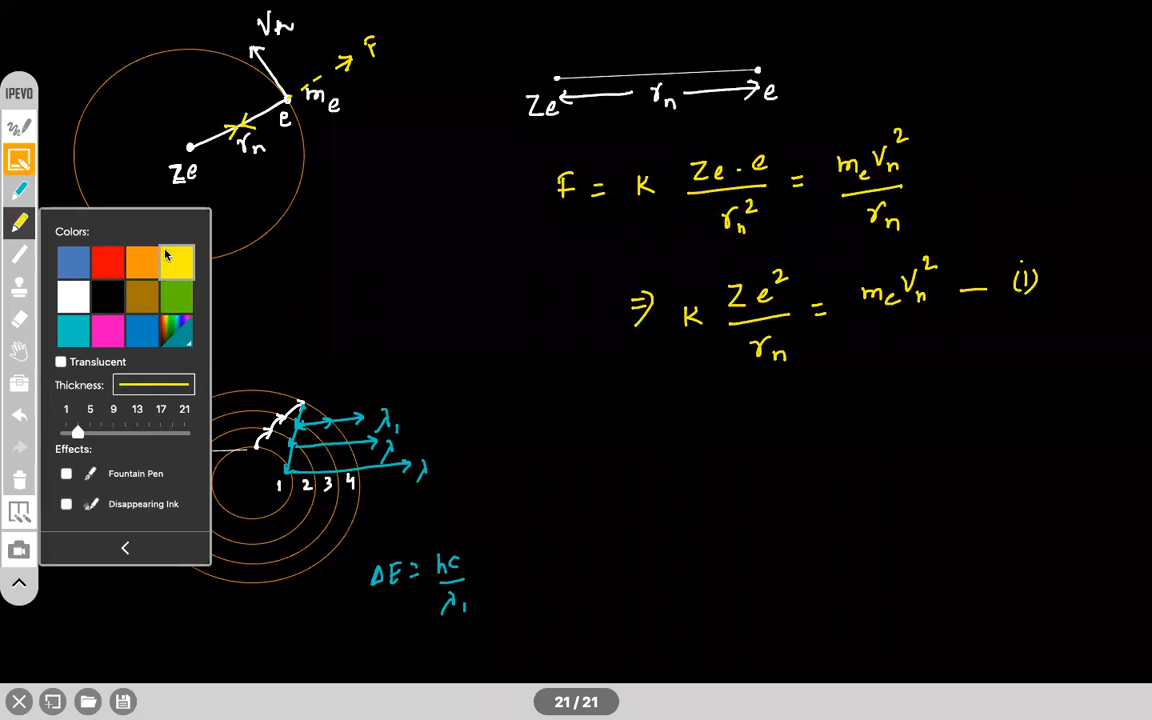 Vn
F
me
e
rn
Ze
Ze ← rn → e
F = K Ze · e / rn² = me Vn² / rn
⇒ K Ze² / rn = me Vn² — (i)
IPEVO
Colors:
Translucent
Thickness:
1 5 9 13 17 21
Effects:
Fountain Pen
Disappearing Ink
λ1
λ
λ
1 2 3 4
ΔE = hc / λ1
21 / 21